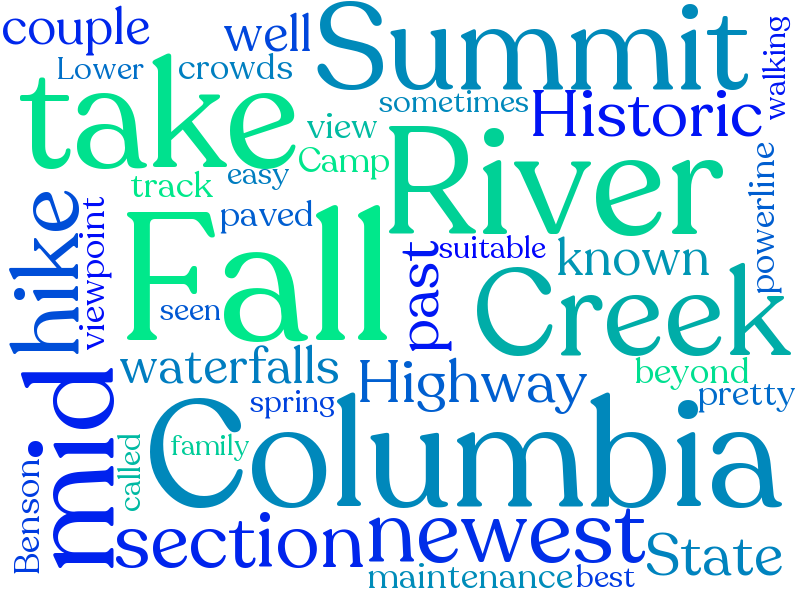 couple
well
Summit
walking
Lower
crowds
take
sometimes
Historic
view
River
Camp
easy
track
powerline
hike
viewpoint
paved
Fall
past
suitable
known
Creek
seen
waterfalls
Highway
beyond
pretty
mid
spring
Columbia
family
called
Benson
section
newest
State
maintenance
best